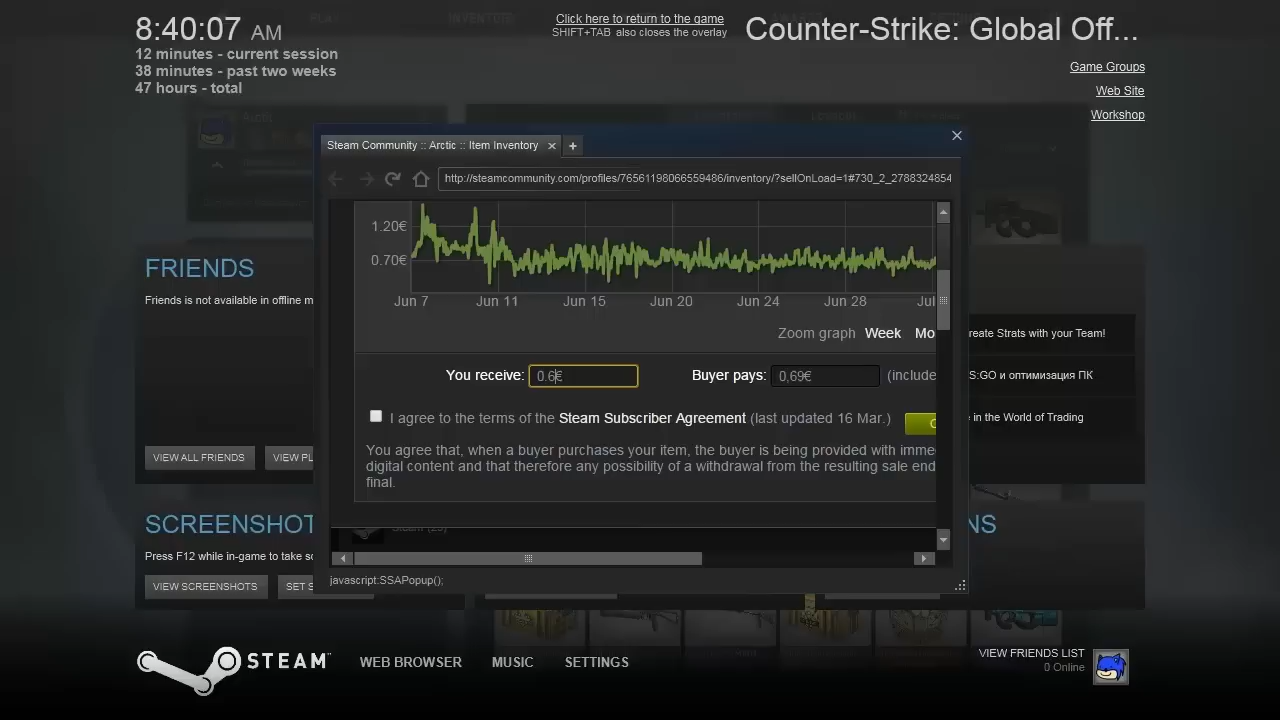 8:40:07 AM
12 minutes - current session
38 minutes - past two weeks
47 hours - total
Click here to return to the game
SHIFT+TAB also closes the overlay
Counter-Strike: Global Off...
Game Groups
Web Site
Workshop
Steam Community :: Arctic :: Item Inventory
http://steamcommunity.com/profiles/76561198066559486/inventory/?sellOnLoad=1#730_2_2788324854
1.20€
0.70€
Jun 7 Jun 11 Jun 15 Jun 20 Jun 24 Jun 28 Jul
Zoom graph Week Mo
You receive: 0.6€ Buyer pays: 0,69€ (include
I agree to the terms of the Steam Subscriber Agreement (last updated 16 Mar.)
You agree that, when a buyer purchases your item, the buyer is being provided with imme
digital content and that therefore any possibility of a withdrawal from the resulting sale end
final.
javascript:SSAPopup();
FRIENDS
Friends is not available in offline m
VIEW ALL FRIENDS VIEW PL
reate Strats with your Team!
S:GO и оптимизация ПК
in the World of Trading
SCREENSHOT
Press F12 while in-game to take sc
VIEW SCREENSHOTS SET S
NS
STEAM™
WEB BROWSER MUSIC SETTINGS
VIEW FRIENDS LIST
0 Online